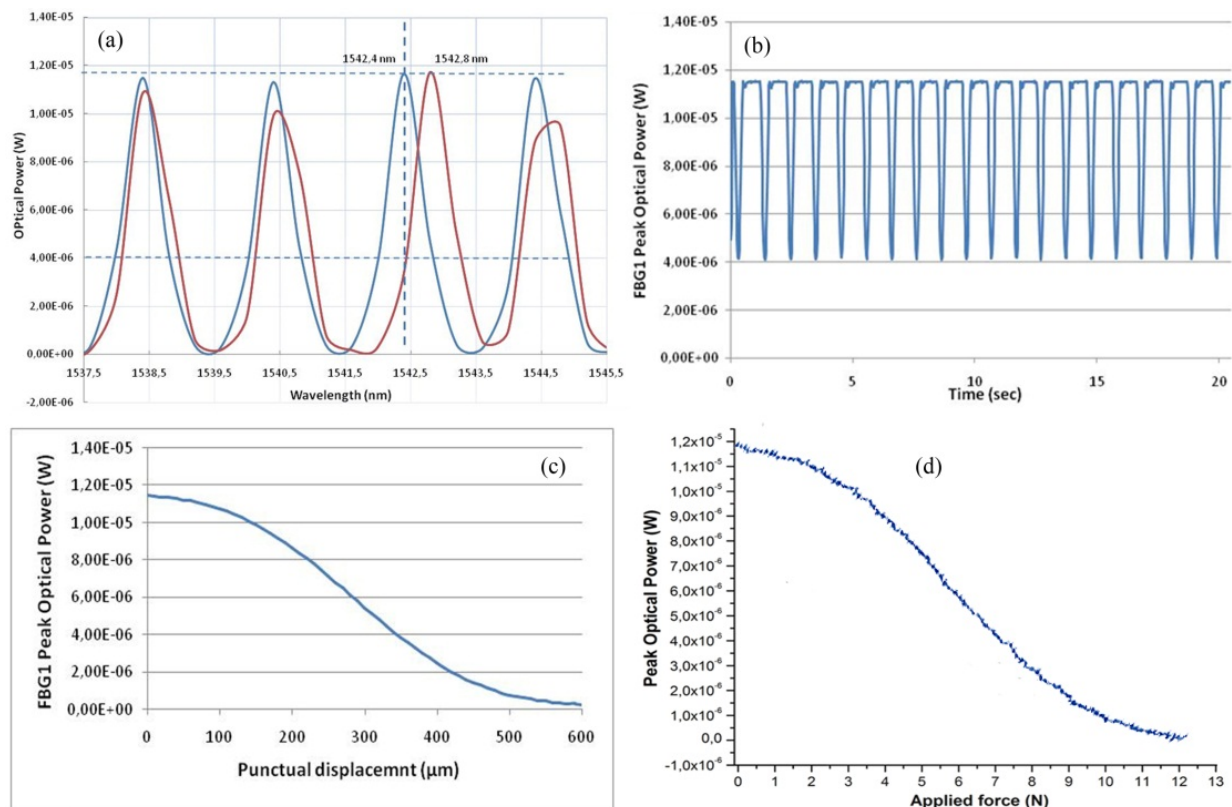 (a)
1,40E-05
1,20E-05
1,00E-05
8,00E-06
6,00E-06
4,00E-06
2,00E-06
0,00E+00
-2,00E-06
OPtical Power (W)
1542,4 nm
1542,8 nm
1537,5
1538,5
1539,5
1540,5
1541,5
1542,5
1543,5
1544,5
1545,5
Wavelength (nm)
(b)
1,40E-05
1,20E-05
1,00E-05
8,00E-06
6,00E-06
4,00E-06
2,00E-06
0,00E+00
FBG1 Peak Optical Power (W)
0
5
10
15
20
Time (sec)
(c)
1,40E-05
1,20E-05
1,00E-05
8,00E-06
6,00E-06
4,00E-06
2,00E-06
0,00E+00
FBG1 Peak Optical Power (W)
0
100
200
300
400
500
600
Punctual displacemnt (µm)
(d)
1,2x10⁻⁵
1,1x10⁻⁵
1,0x10⁻⁵
9,0x10⁻⁶
8,0x10⁻⁶
7,0x10⁻⁶
6,0x10⁻⁶
5,0x10⁻⁶
4,0x10⁻⁶
3,0x10⁻⁶
2,0x10⁻⁶
1,0x10⁻⁶
0,0
-1,0x10⁻⁶
Peak Optical Power (W)
0
1
2
3
4
5
6
7
8
9
10
11
12
13
Applied force (N)